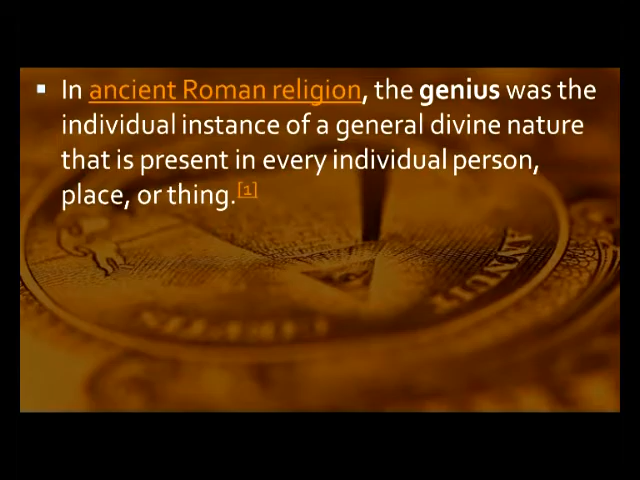 ▪ In ancient Roman religion, the genius was the
individual instance of a general divine nature
that is present in every individual person,
place, or thing.[1]
ANNUIT